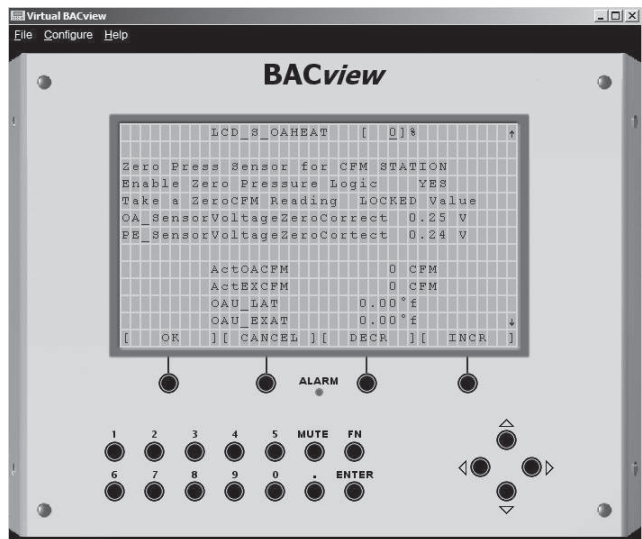 Virtual BACview
File Configure Help
BACview
LCD_S_OAHEAT [ 0]%
Zero Press Sensor for CFM STATION
Enable Zero Pressure Logic YES
Take a ZeroCFM Reading LOCKED Value
OA_SensorVoltageZeroCorrect 0.25 V
PE_SensorVoltageZeroCortect 0.24 V
ActOACFM 0 CFM
ActEXCFM 0 CFM
OAU_LAT 0.00°f
OAU_EXAT 0.00°f
[ OK ][ CANCEL ][ DECR ][ INCR ]
ALARM
1 2 3 4 5 MUTE FN
6 7 8 9 0 . ENTER